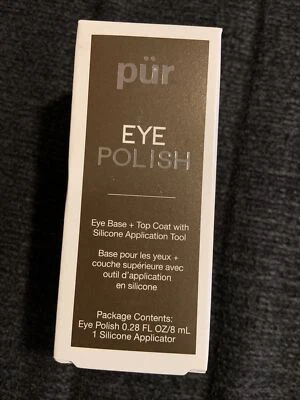 pür
EYE
POLISH
Eye Base + Top Coat with
Silicone Application Tool
Base pour les yeux +
couche supérieure avec
outil d'application
en silicone
Package Contents:
Eye Polish 0.28 FL OZ/8 mL
1 Silicone Applicator